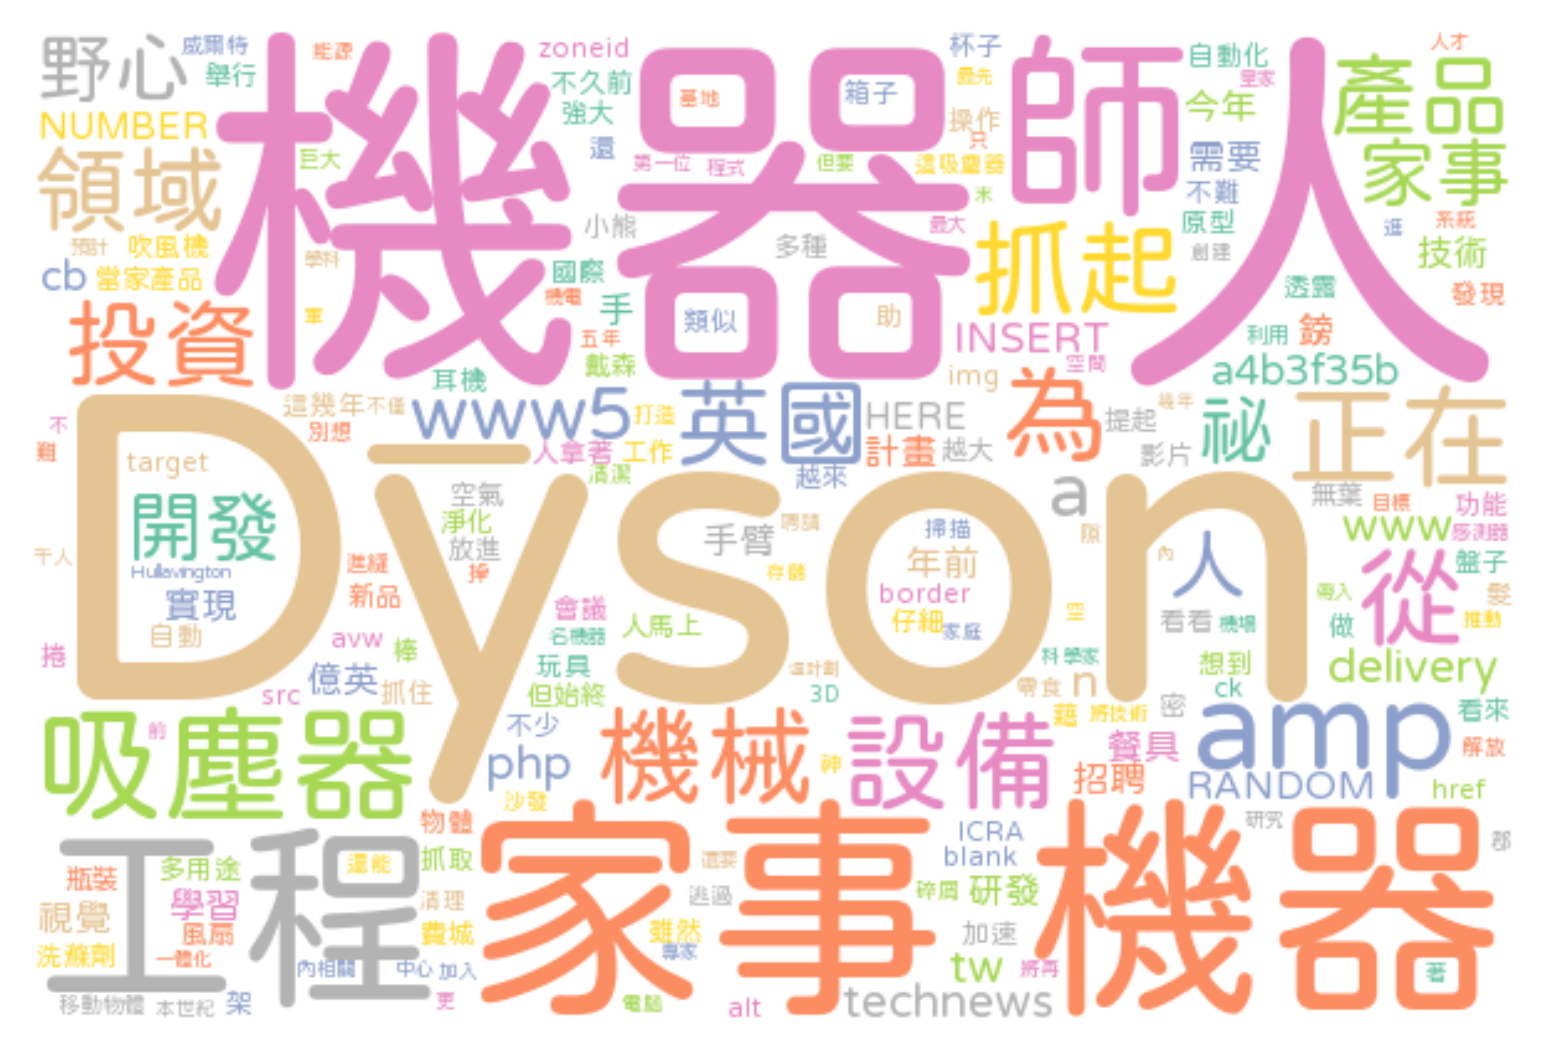 野心
威爾特
舉行
能源
zoneid
不久前
強大
杯子
最先
自動化
皇家
人才
產品
NUMBER
機器
師
人
基地
箱子
操作
只
今年
家事
領域
巨大
還
第一位
程式
但要
這吸塵器
末
需要
不難
預計
吹風機
小熊
多種
最大
原型
創建
進
系統
技術
cb
當家產品
學科
國際
機電
手
抓起
透露
發現
投資
軍
五年
類似
助
INSERT
利用
鎊
戴森
空間
耳機
img
a4b3f35b
不
難
這幾年
不僅
別想
www5
打造
人拿著
工作
清潔
英國
HERE
計畫
越大
越來
為
提起
幾年
影片
祕
正在
Dyson
target
開發
Hullavington
實現
自動
空氣
淨化
放進
操
進縫
新品
手臂
聘請
存儲
掃描
年前
border
仔細
家庭
a
隙
內
人
無葉
目標
功能
www
感測器
從
盤子
千人
捲
avw
棒
src
億英
抓住
會議
名機器
人馬上
玩具
但始終
3D
空
看看
機場
帶入
做
髮
推動
科學家
零食
n
想到
ck
delivery
吸塵器
前
不少
php
沙發
機械
神
設備
藉
將技術
密
餐具
招聘
amp
看來
解放
RANDOM
href
工程
物體
家事
機器
ICRA
blank
研究
郡
瓶裝
多用途
還能
抓取
還要
逃過
碎屑
研發
視覺
學習
風扇
清理
費城
雖然
專家
加速
洗滌劑
一體化
內相關
中心
加入
tw
將再
著
移動物體
本世紀
架
更
電腦
alt
technews